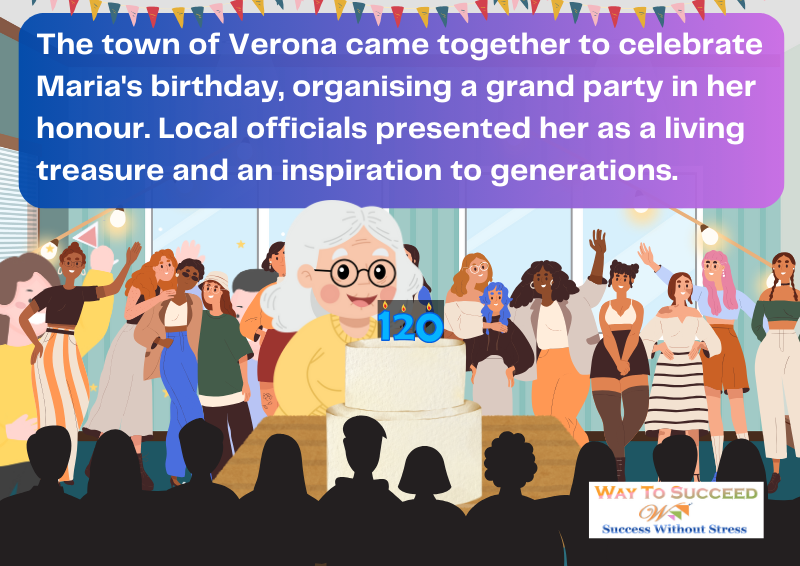 The town of Verona came together to celebrate
Maria's birthday, organising a grand party in her
honour. Local officials presented her as a living
treasure and an inspiration to generations.
120
WAY TO SUCCEED
W
Success Without Stress